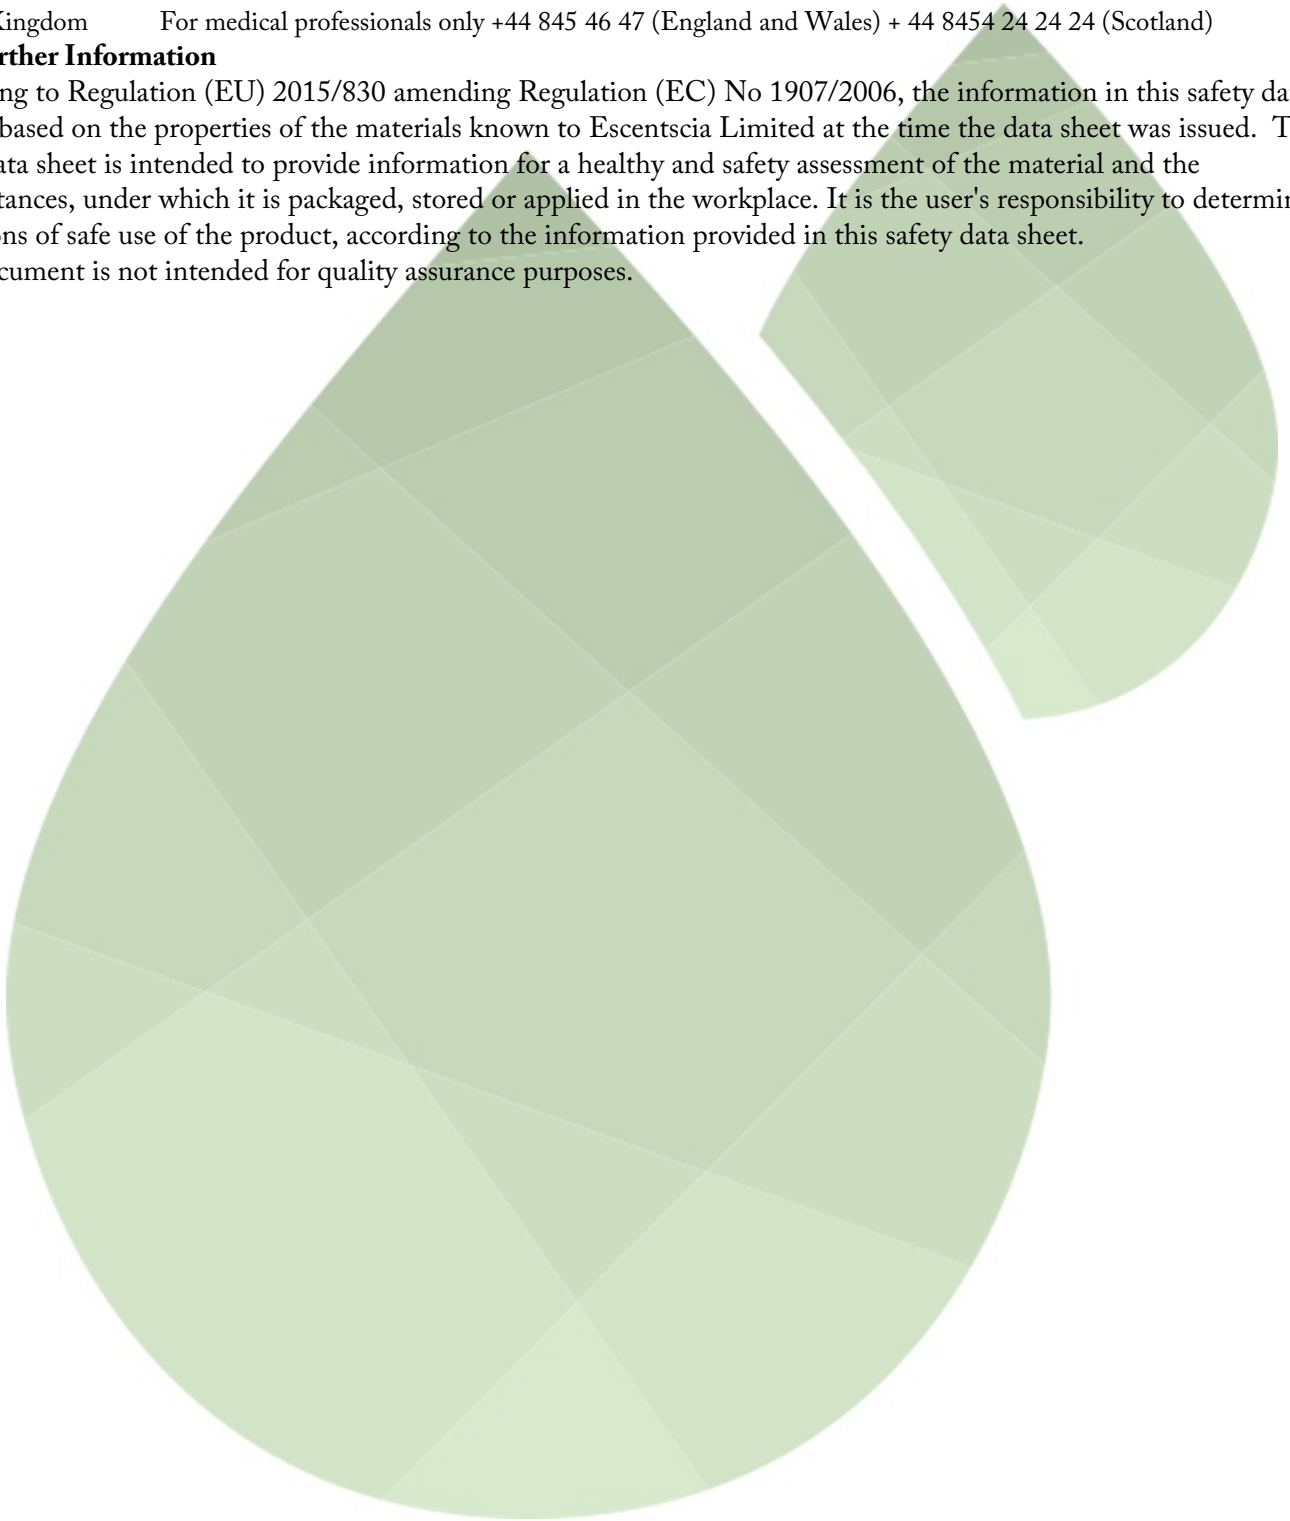 Kingdom For medical professionals only +44 845 46 47 (England and Wales) + 44 8454 24 24 24 (Scotland)
rther Information
ng to Regulation (EU) 2015/830 amending Regulation (EC) No 1907/2006, the information in this safety da
based on the properties of the materials known to Escentscia Limited at the time the data sheet was issued. T
ata sheet is intended to provide information for a healthy and safety assessment of the material and the
tances, under which it is packaged, stored or applied in the workplace. It is the user's responsibility to determin
ons of safe use of the product, according to the information provided in this safety data sheet.
cument is not intended for quality assurance purposes.